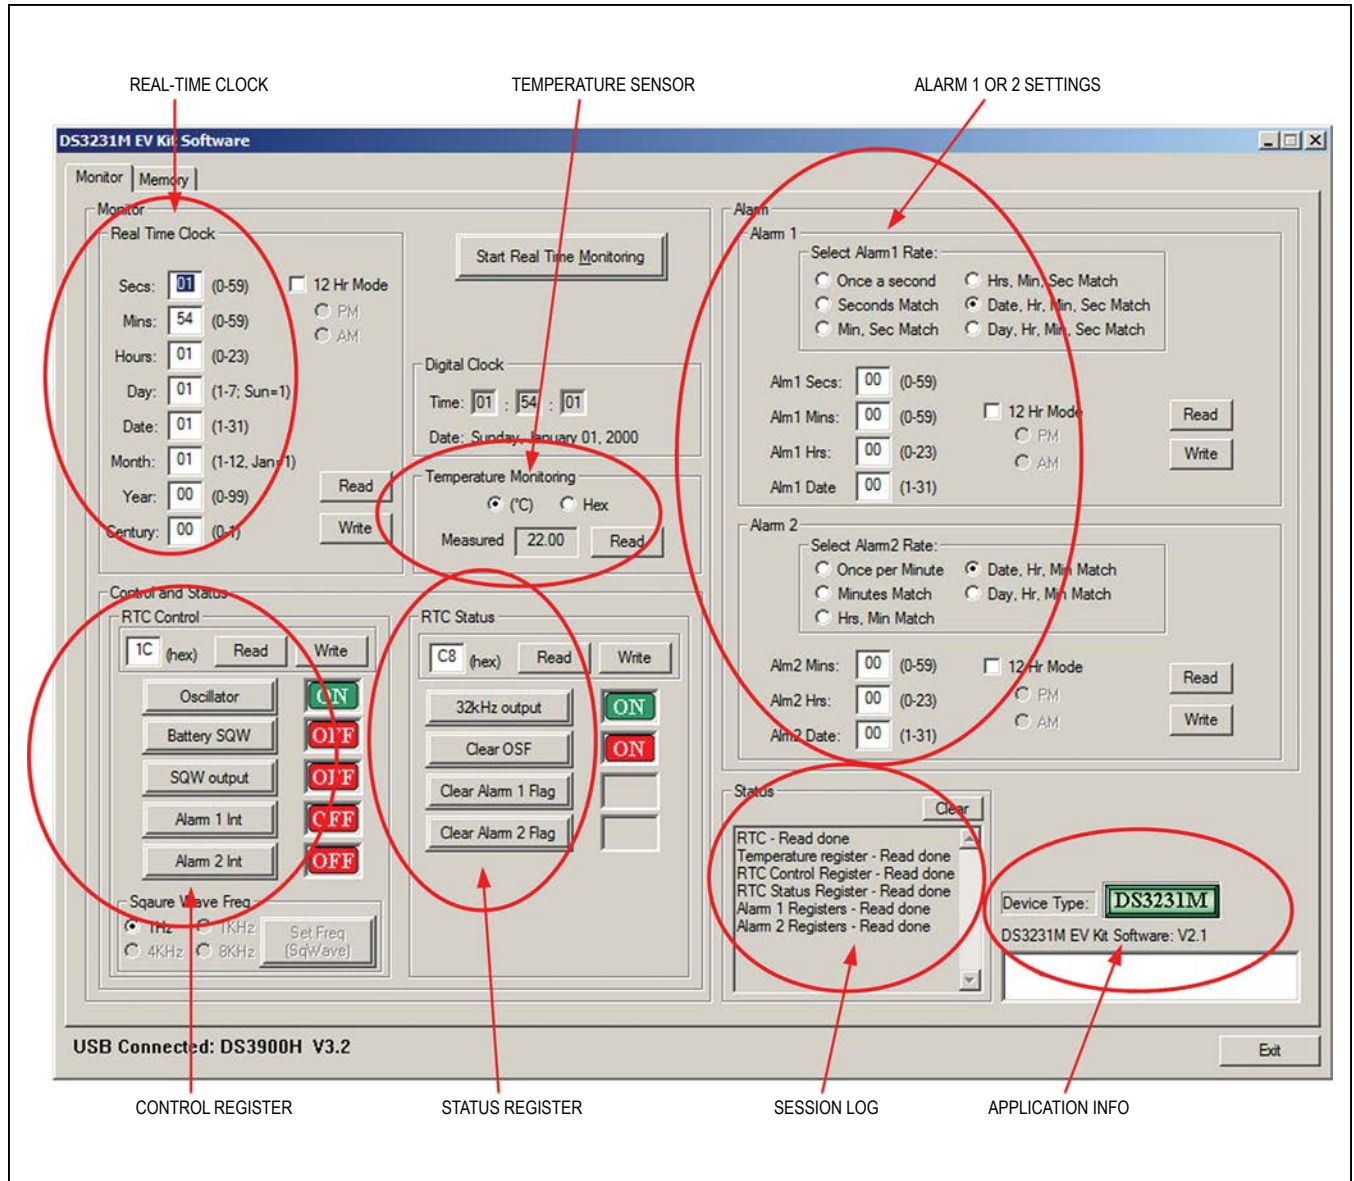 REAL-TIME CLOCK
TEMPERATURE SENSOR
ALARM 1 OR 2 SETTINGS
DS3231M EV Kit Software
Monitor Memory
Monitor
Real Time Clock
Secs: 01 (0-59)
12 Hr Mode
Mins: 54 (0-59)
PM
AM
Hours: 01 (0-23)
Day: 01 (1-7; Sun=1)
Date: 01 (1-31)
Month: 01 (1-12, Jan=1)
Year: 00 (0-99)
Century: 00 (0-1)
Read
Write
Start Real Time Monitoring
Digital Clock
Time: 01 : 54 : 01
Date: Sunday, January 01, 2000
Temperature Monitoring
(°C) Hex
Measured 22.00 Read
Alarm
Alarm 1
Select Alarm1 Rate:
Once a second Hrs, Min, Sec Match
Seconds Match Date, Hr, Min, Sec Match
Min, Sec Match Day, Hr, Min, Sec Match
Alm1 Secs: 00 (0-59)
Alm1 Mins: 00 (0-59)
Alm1 Hrs: 00 (0-23)
Alm1 Date 00 (1-31)
12 Hr Mode
PM
AM
Read
Write
Alarm 2
Select Alarm2 Rate:
Once per Minute Date, Hr, Min Match
Minutes Match Day, Hr, Min Match
Hrs, Min Match
Alm2 Mins: 00 (0-59)
Alm2 Hrs: 00 (0-23)
Alm2 Date: 00 (1-31)
12 Hr Mode
PM
AM
Read
Write
Control and Status
RTC Control
1C (hex) Read Write
Oscillator ON
Battery SQW OFF
SQW output OFF
Alarm 1 Int OFF
Alarm 2 Int OFF
Sqaure Wave Freq
1Hz 1KHz
4KHz 8KHz
Set Freq
(SqWave)
RTC Status
C8 (hex) Read Write
32kHz output ON
Clear OSF ON
Clear Alarm 1 Flag
Clear Alarm 2 Flag
Status
Clear
RTC - Read done
Temperature register - Read done
RTC Control Register - Read done
RTC Status Register - Read done
Alarm 1 Registers - Read done
Alarm 2 Registers - Read done
Device Type: DS3231M
DS3231M EV Kit Software: V2.1
USB Connected: DS3900H V3.2
Exit
CONTROL REGISTER
STATUS REGISTER
SESSION LOG
APPLICATION INFO